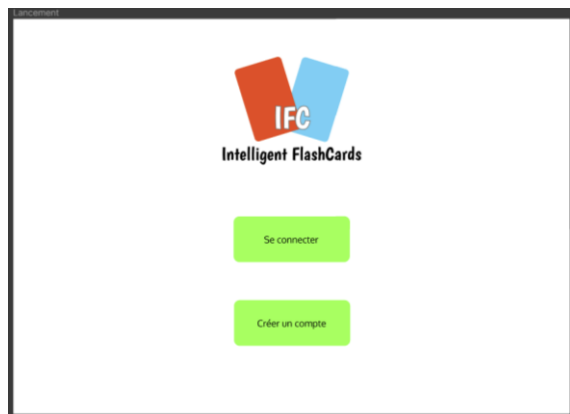 Lancement
IFC
Intelligent FlashCards
Se connecter
Créer un compte